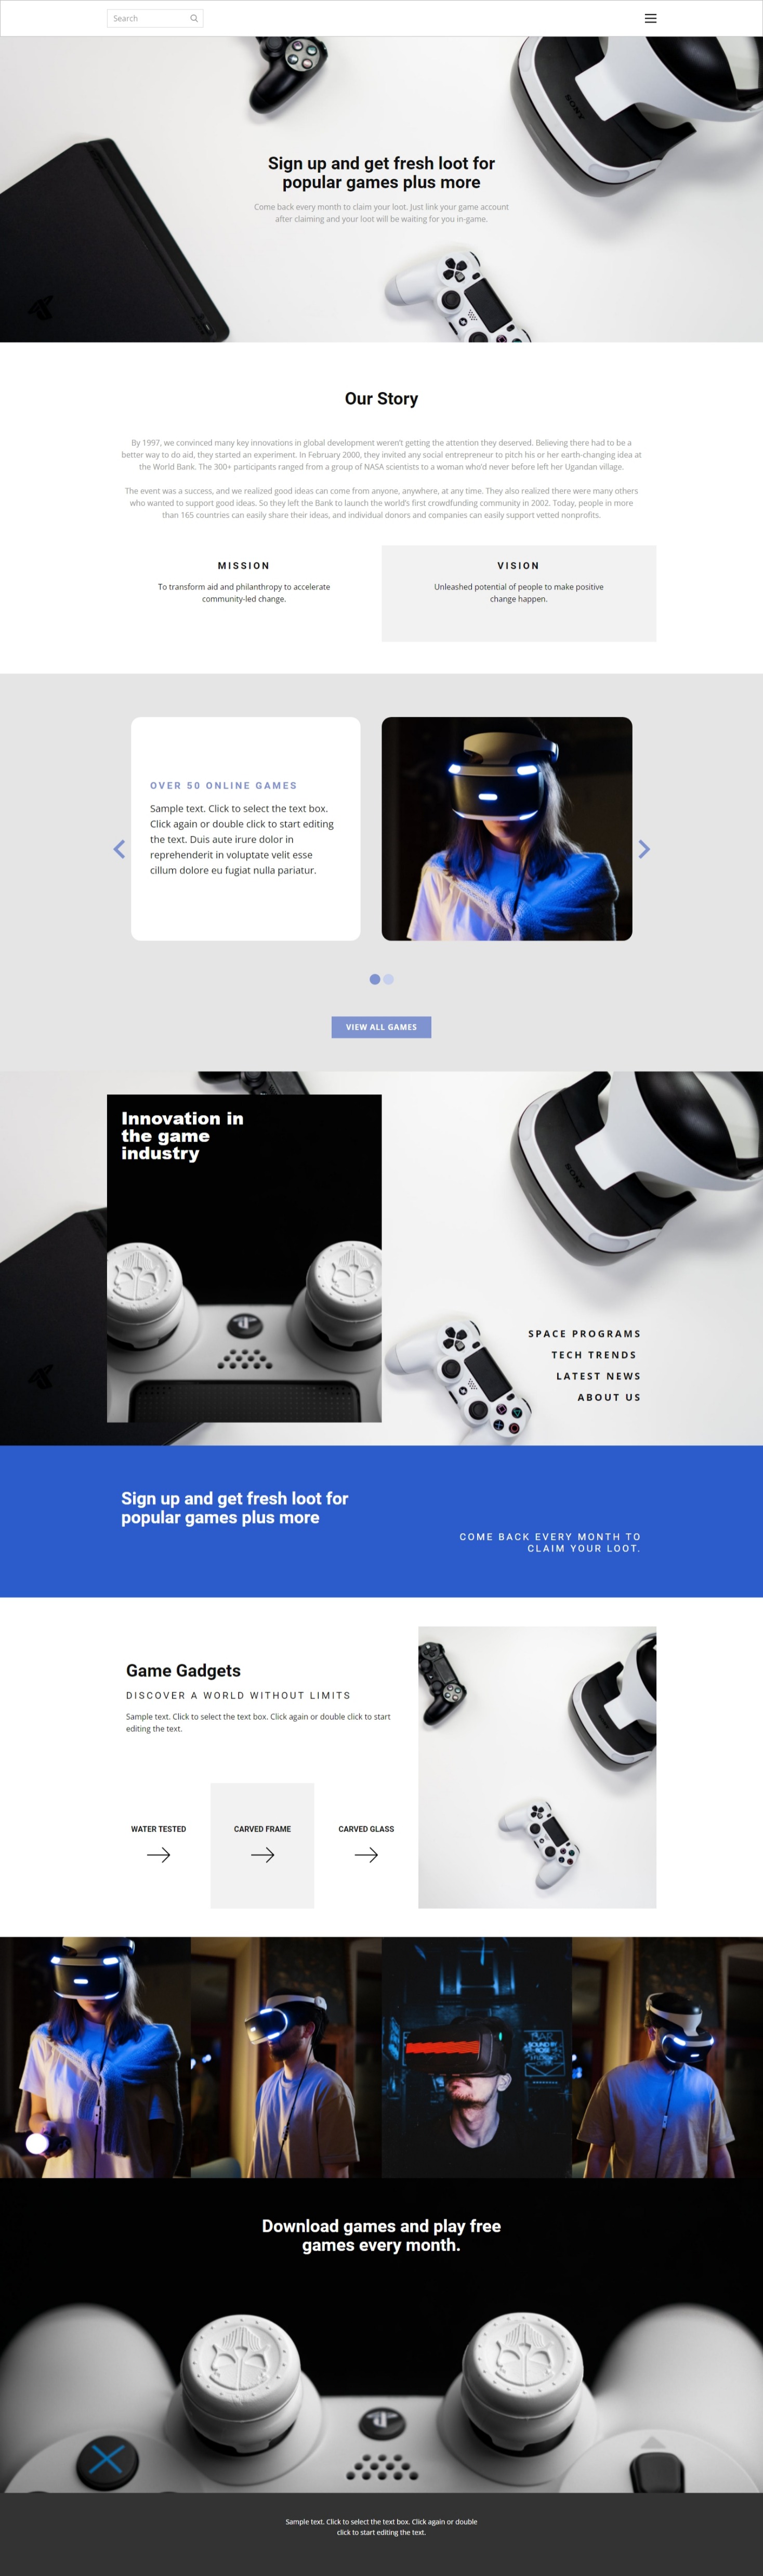 Search
SONY
Sign up and get fresh loot for
popular games plus more
Come back every month to claim your loot. Just link your game account
after claiming and your loot will be waiting for you in-game.
Our Story
By 1997, we convinced many key innovations in global development weren't getting the attention they deserved. Believing there had to be a
better way to do aid, they started an experiment. In February 2000, they invited any social entrepreneur to pitch his or her earth-changing idea at
the World Bank. The 300+ participants ranged from a group of NASA scientists to a woman who'd never before left her Ugandan village.
The event was a success, and we realized good ideas can come from anyone, anywhere, at any time. They also realized there were many others
who wanted to support good ideas. So they left the Bank to launch the world's first crowdfunding community in 2002. Today, people in more
than 165 countries can easily share their ideas, and individual donors and companies can easily support vetted nonprofits.
MISSION
To transform aid and philanthropy to accelerate
community-led change.
VISION
Unleashed potential of people to make positive
change happen.
OVER 50 ONLINE GAMES
Sample text. Click to select the text box.
Click again or double click to start editing
the text. Duis aute irure dolor in
reprehenderit in voluptate velit esse
cillum dolore eu fugiat nulla pariatur.
VIEW ALL GAMES
Innovation in
the game
industry
SONY
SPACE PROGRAMS
TECH TRENDS
LATEST NEWS
ABOUT US
Sign up and get fresh loot for
popular games plus more
COME BACK EVERY MONTH TO
CLAIM YOUR LOOT.
Game Gadgets
DISCOVER A WORLD WITHOUT LIMITS
Sample text. Click to select the text box. Click again or double click to start
editing the text.
WATER TESTED
CARVED FRAME
CARVED GLASS
Download games and play free
games every month.
Sample text. Click to select the text box. Click again or double
click to start editing the text.